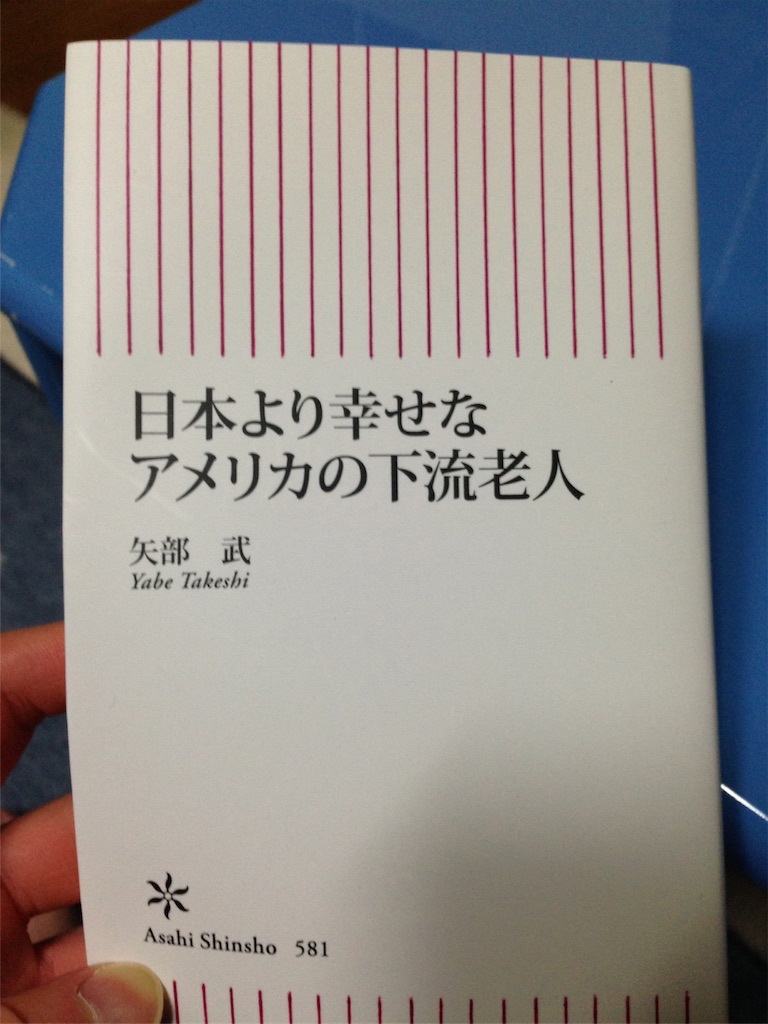 日本より幸せな
アメリカの下流老人
矢部 武
Yabe Takeshi
Asahi Shinsho 581